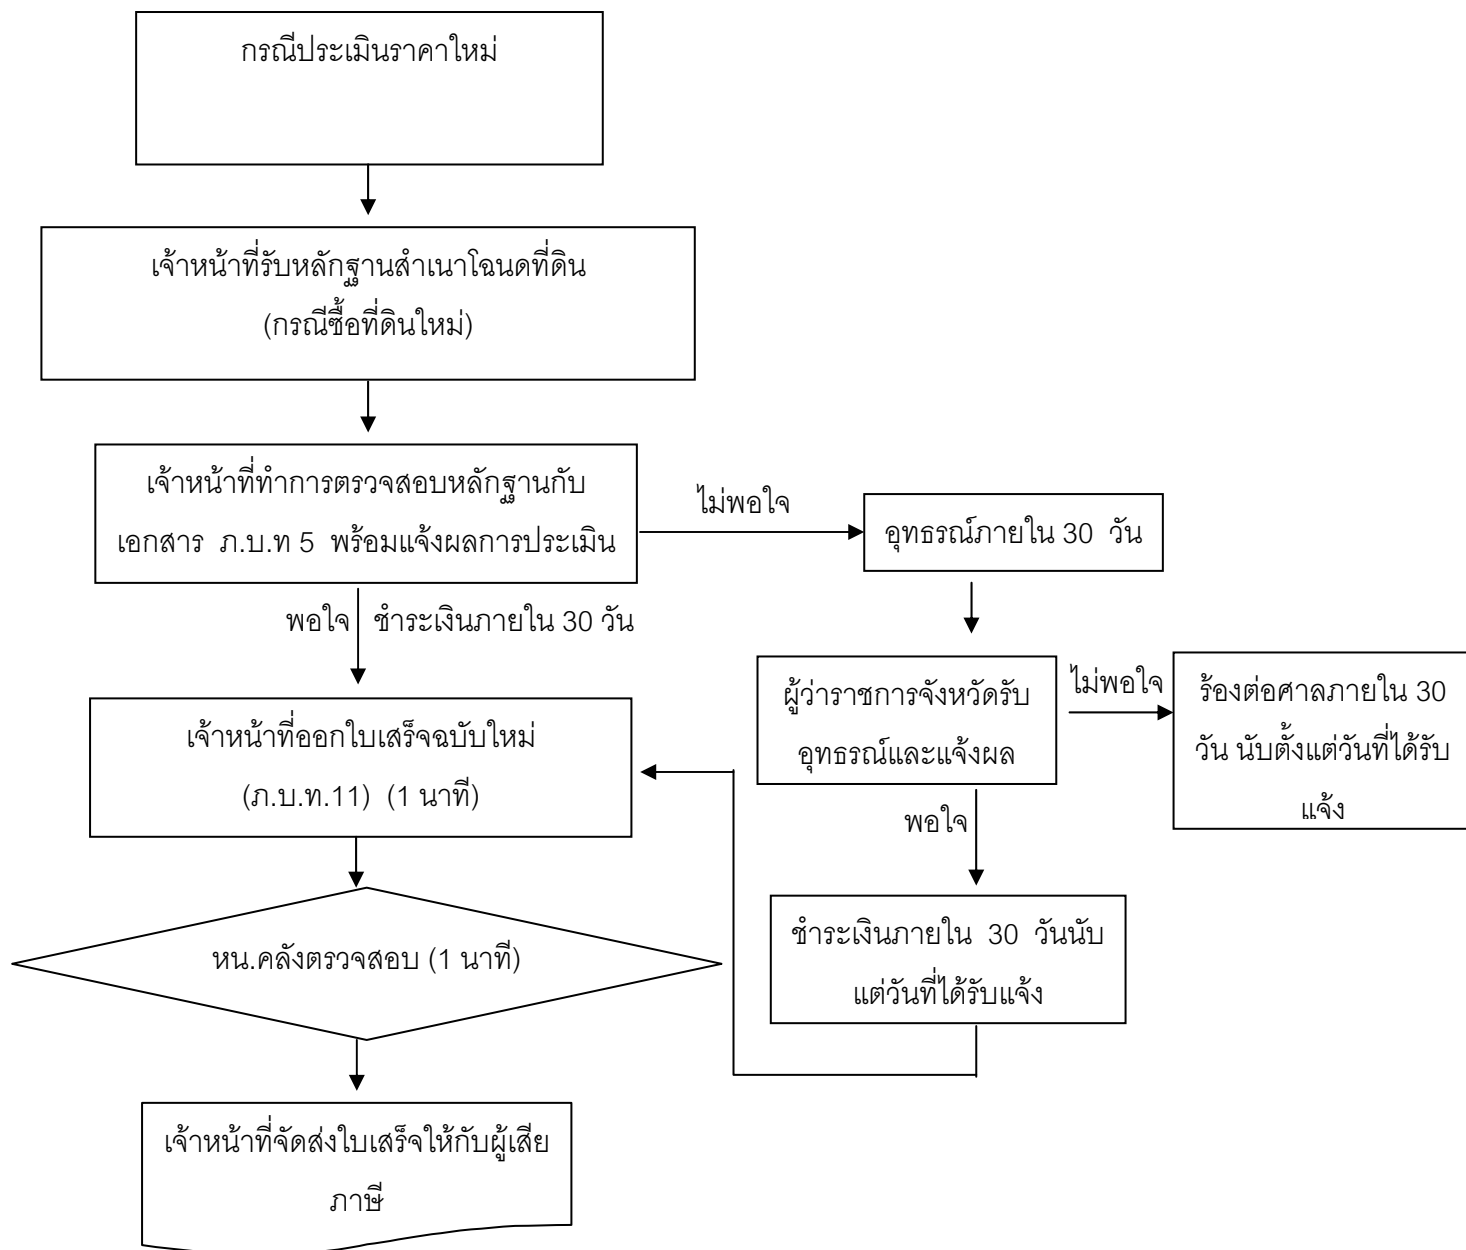 กรณีประเมินราคาใหม่
เจ้าหน้าที่รับหลักฐานสำเนาโฉนดที่ดิน
(กรณีซื้อที่ดินใหม่)
เจ้าหน้าที่ทำการตรวจสอบหลักฐานกับ
เอกสาร ภ.บ.ท 5 พร้อมแจ้งผลการประเมิน
ไม่พอใจ
อุทธรณ์ภายใน 30 วัน
พอใจ
ชำระเงินภายใน 30 วัน
ผู้ว่าราชการจังหวัดรับ
อุทธรณ์และแจ้งผล
ไม่พอใจ
ร้องต่อศาลภายใน 30
วัน นับตั้งแต่วันที่ได้รับ
แจ้ง
เจ้าหน้าที่ออกใบเสร็จฉบับใหม่
(ภ.บ.ท.11) (1 นาที)
พอใจ
ชำระเงินภายใน 30 วันนับ
แต่วันที่ได้รับแจ้ง
หน.คลังตรวจสอบ (1 นาที)
เจ้าหน้าที่จัดส่งใบเสร็จให้กับผู้เสีย
ภาษี